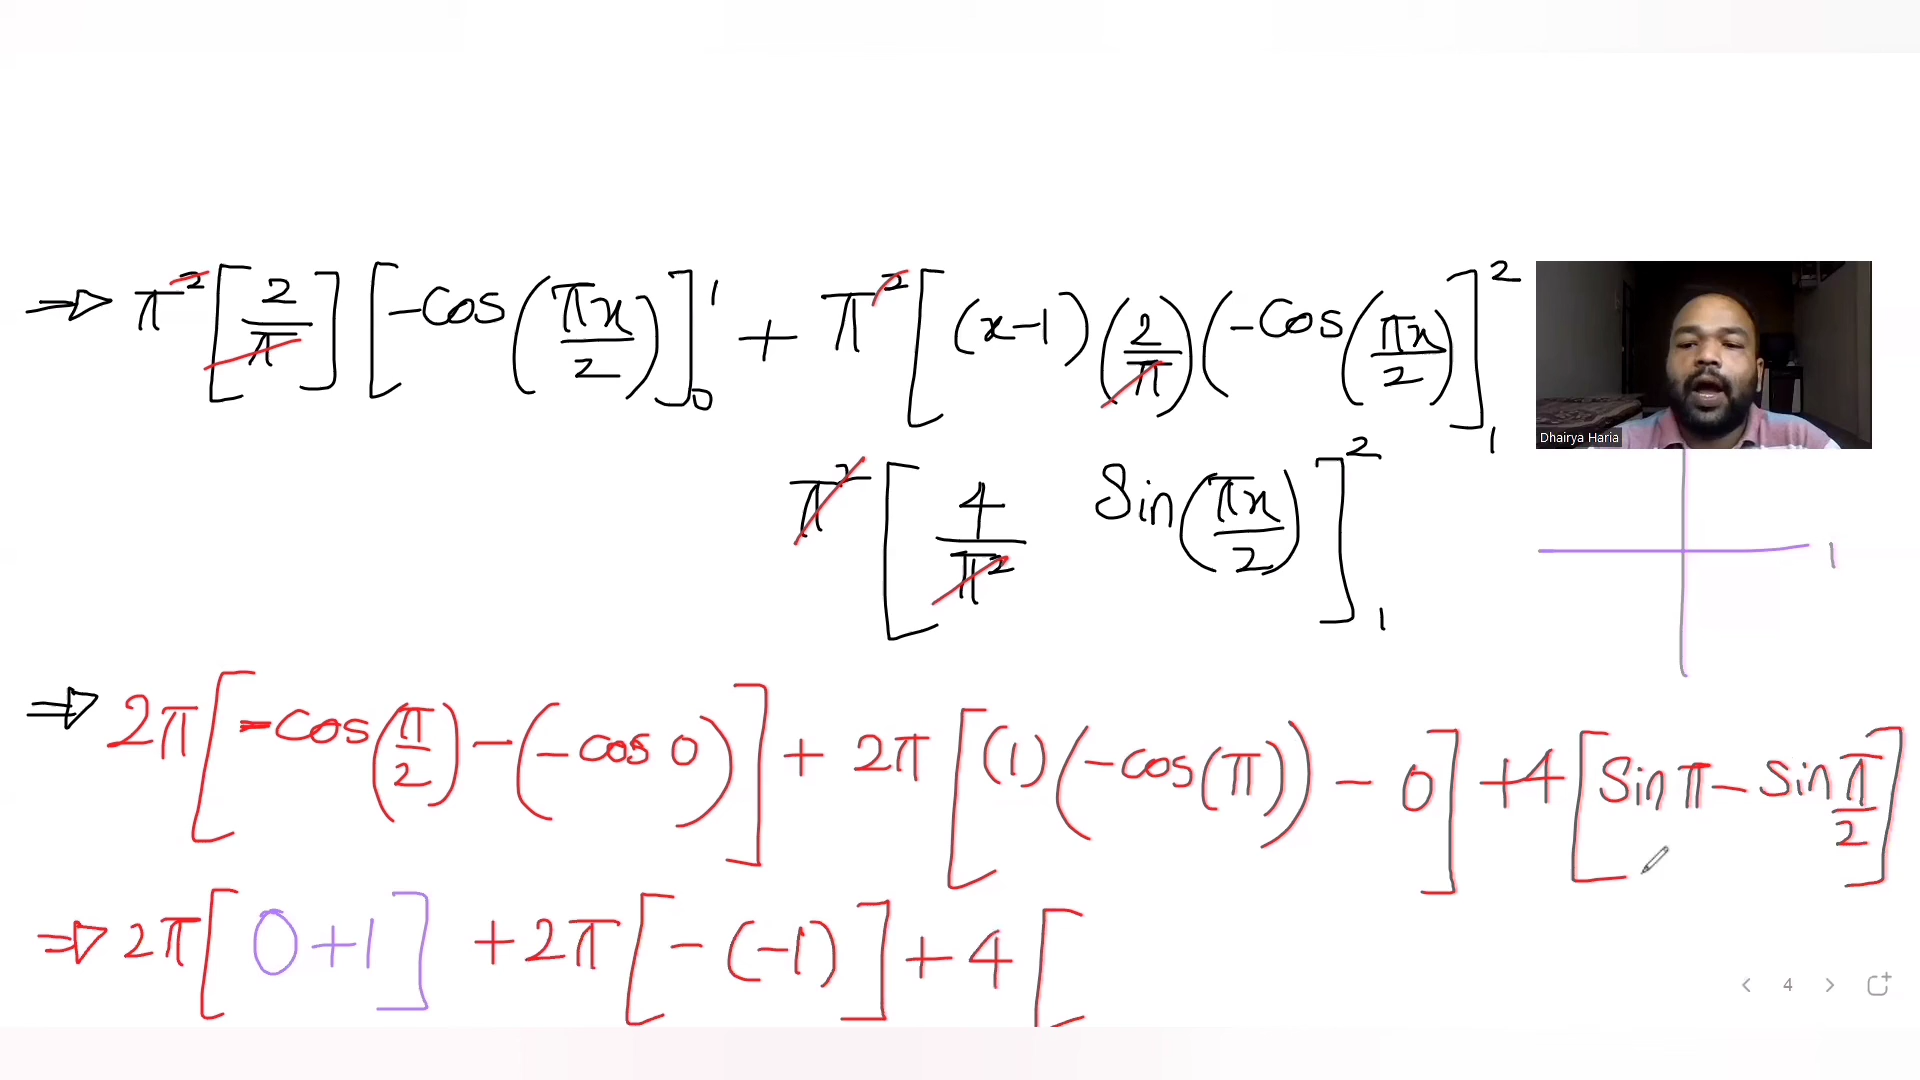 ⇒ π² [2/π] [-cos(πx/2)]₀¹ + π² [(x-1)(2/π)(-cos(πx/2)]₁²
Dhairya Haria
π² [4/π² Sin(πx/2)]₁²
1
⇒ 2π [-cos(π/2) - (-cos 0)] + 2π [(1)(-cos(π)) - 0] + 4 [Sin π - Sin π/2]
⇒ 2π [0+1] + 2π [-(-1)] + 4 [
4